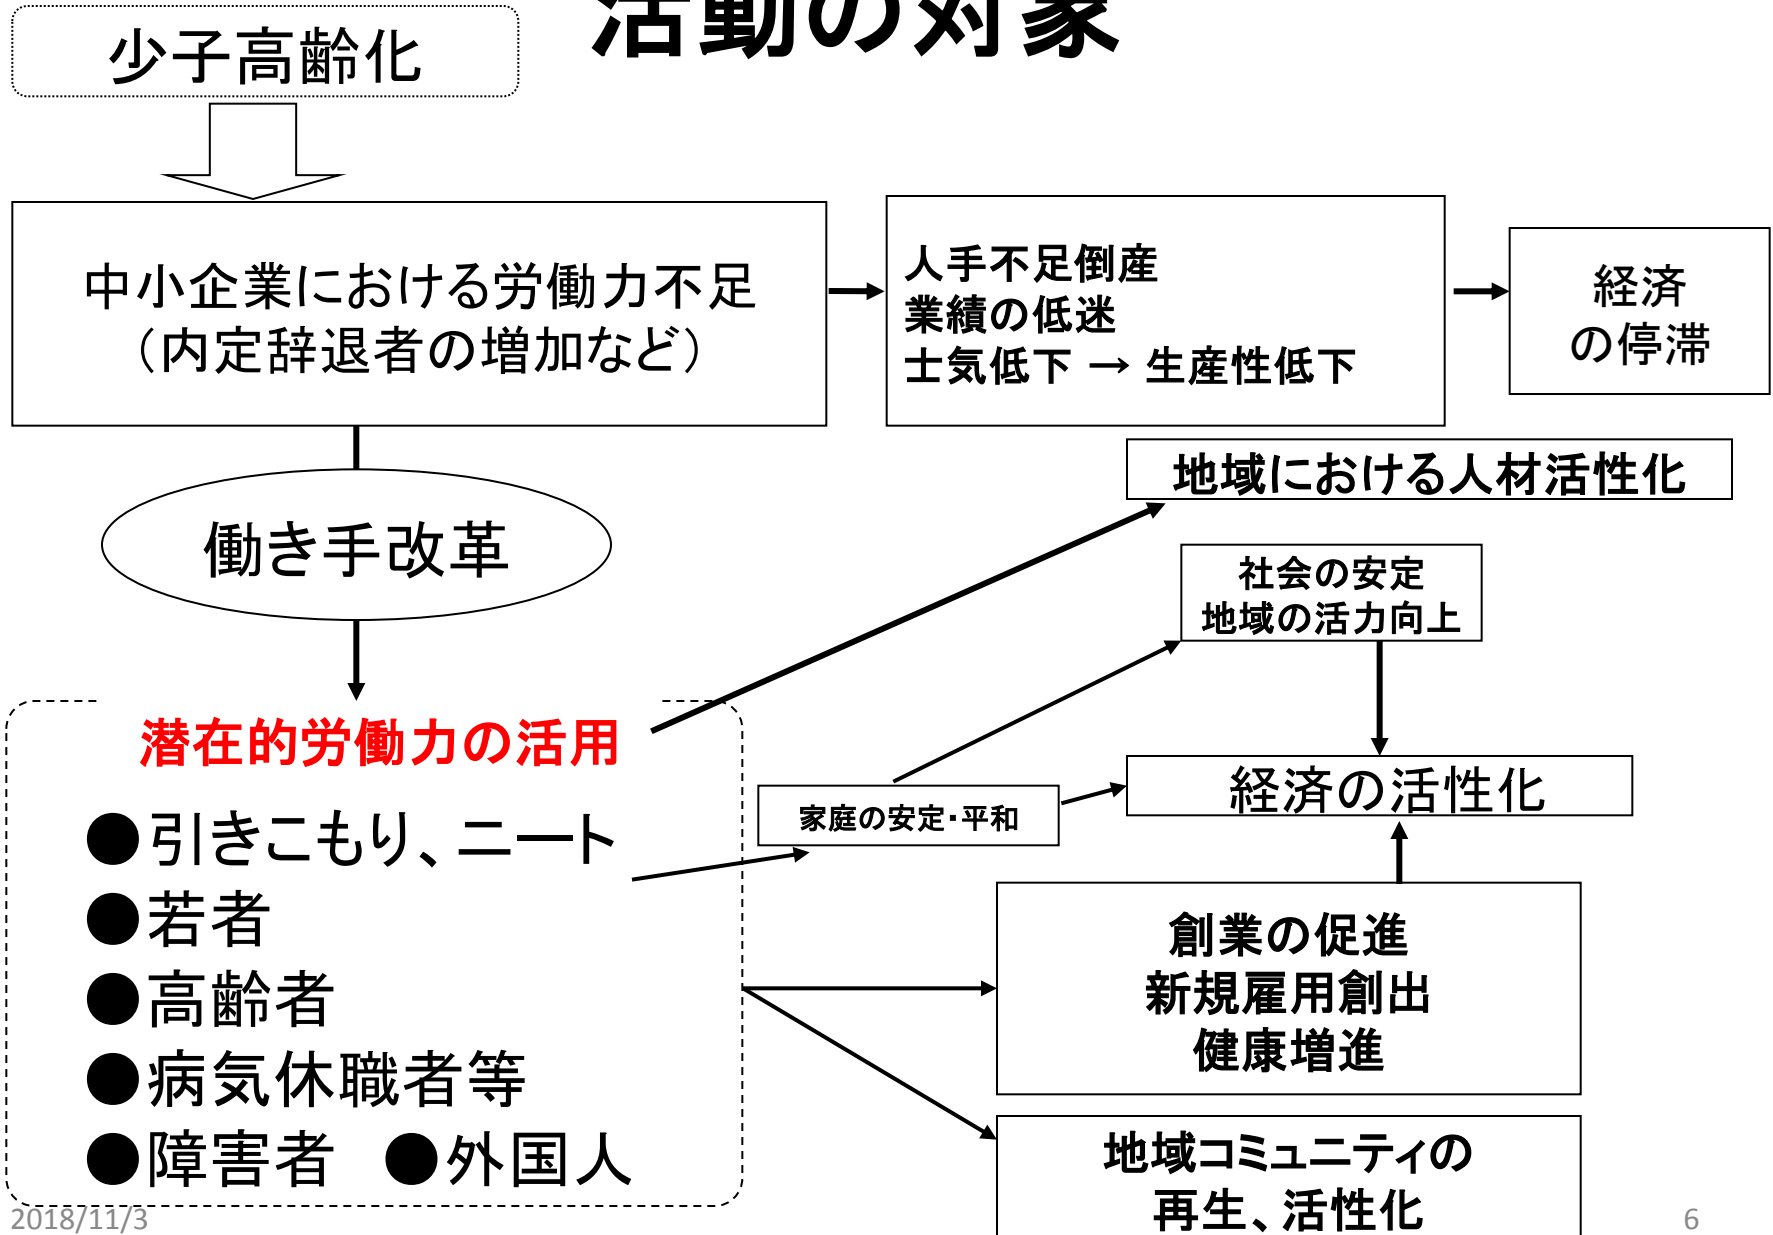 活動の対象
少子高齢化
中小企業における労働力不足
（内定辞退者の増加など）
人手不足倒産
業績の低迷
士気低下 → 生産性低下
経済
の停滞
働き手改革
地域における人材活性化
社会の安定
地域の活力向上
潜在的労働力の活用
●引きこもり、ニート
●若者
●高齢者
●病気休職者等
●障害者　●外国人
家庭の安定・平和
経済の活性化
創業の促進
新規雇用創出
健康増進
地域コミュニティの
再生、活性化
2018/11/3
6